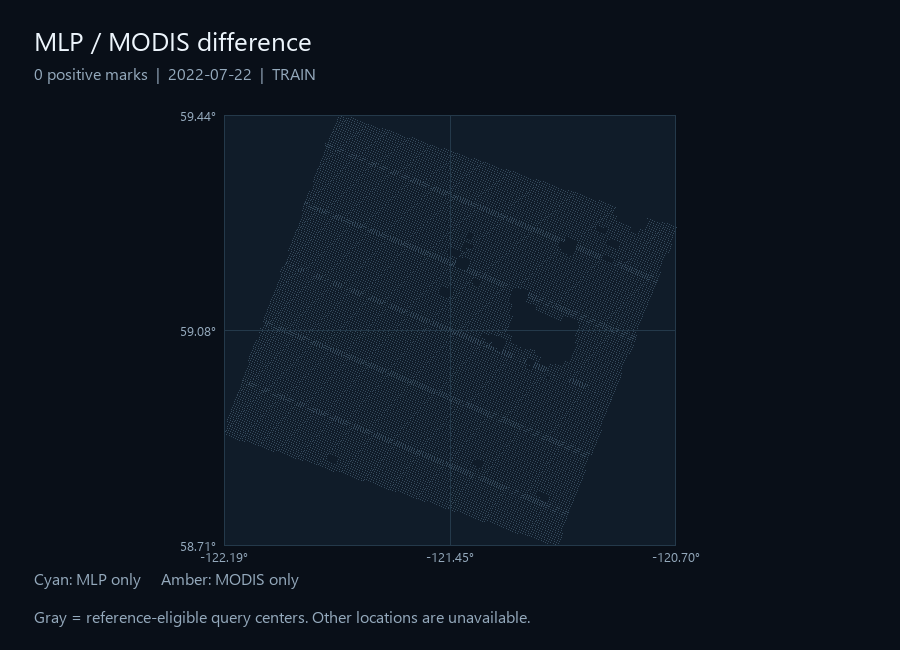 MLP / MODIS difference
0 positive marks | 2022-07-22 | TRAIN
59.44°
59.08°
58.71°
-122.19° -121.45° -120.70°
Cyan: MLP only Amber: MODIS only
Gray = reference-eligible query centers. Other locations are unavailable.